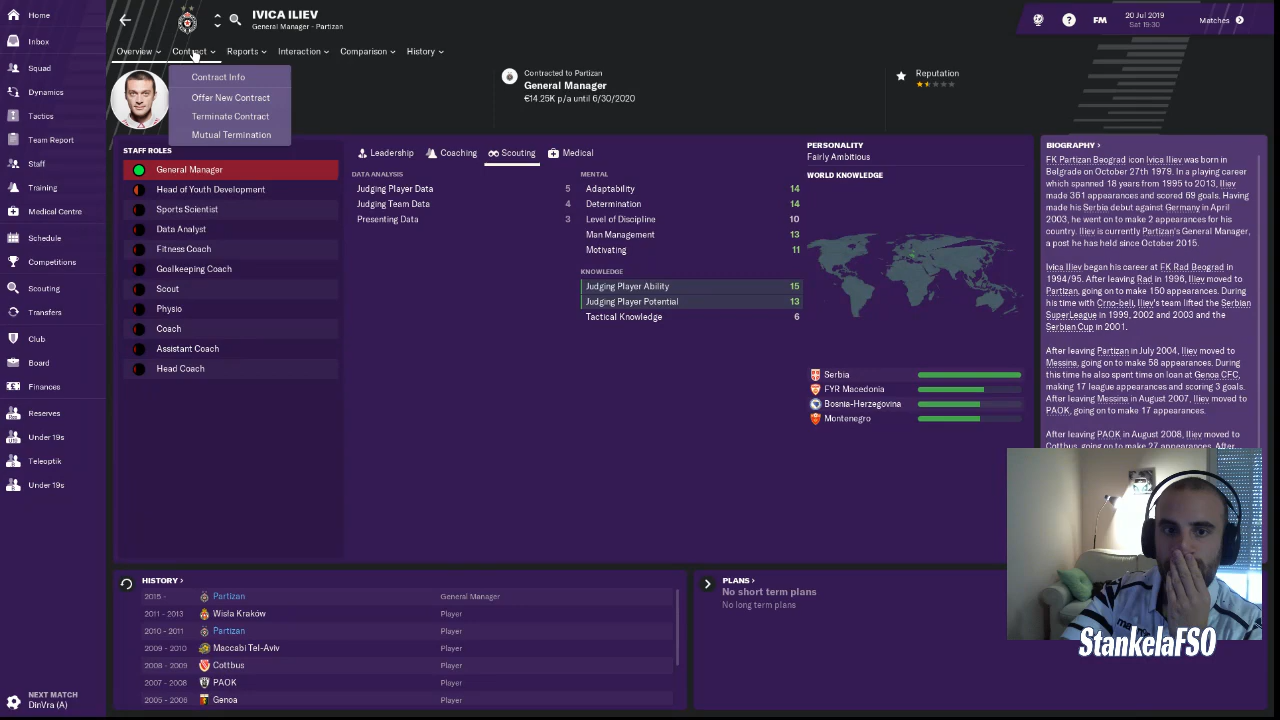 IVICA ILIEV
General Manager - Partizan
20 Jul 2019
Sat 19:30
FM
Matches
Home
Inbox
Squad
Dynamics
Tactics
Team Report
Staff
Training
Medical Centre
Schedule
Competitions
Scouting
Transfers
Club
Board
Finances
Reserves
Under 19s
Teleoptik
Under 19s
NEXT MATCH
DinVra (A)
Overview
Contract
Reports
Interaction
Comparison
History
Contract Info
Offer New Contract
Terminate Contract
Mutual Termination
Contracted to Partizan
General Manager
€14.25K p/a until 6/30/2020
Reputation
STAFF ROLES
General Manager
Head of Youth Development
Sports Scientist
Data Analyst
Fitness Coach
Goalkeeping Coach
Scout
Physio
Coach
Assistant Coach
Head Coach
Leadership
Coaching
Scouting
Medical
DATA ANALYSIS
Judging Player Data 5
Judging Team Data 4
Presenting Data 3
MENTAL
Adaptability 14
Determination 14
Level of Discipline 10
Man Management 13
Motivating 11
KNOWLEDGE
Judging Player Ability 15
Judging Player Potential 13
Tactical Knowledge 6
PERSONALITY
Fairly Ambitious
WORLD KNOWLEDGE
Serbia
FYR Macedonia
Bosnia-Herzegovina
Montenegro
BIOGRAPHY >
FK Partizan Beograd icon Ivica Iliev was born in
Belgrade on October 27th 1979. In a playing career
which spanned 18 years from 1995 to 2013, Iliev
made 361 appearances and scored 69 goals. Having
made his Serbia debut against Germany in April
2003, he went on to make 2 appearances for his
country. Iliev is currently Partizan's General Manager,
a post he has held since October 2015.
Ivica Iliev began his career at FK Rad Beograd in
1994/95. After leaving Rad in 1996, Iliev moved to
Partizan, going on to make 150 appearances. During
his time with Crno-beli, Iliev's team lifted the Serbian
SuperLeague in 1999, 2002 and 2003 and the
Serbian Cup in 2001.
After leaving Partizan in July 2004, Iliev moved to
Messina, going on to make 58 appearances. During
this time he also spent time on loan at Genoa CFC,
making 17 league appearances and scoring 3 goals.
After leaving Messina in August 2007, Iliev moved to
PAOK, going on to make 17 appearances.
After leaving PAOK in August 2008, Iliev moved to
Cottbus, going on to make 27 appearances. After
HISTORY >
2015 - Partizan General Manager
2011 - 2013 Wisła Kraków Player
2010 - 2011 Partizan Player
2009 - 2010 Maccabi Tel-Aviv Player
2008 - 2009 Cottbus Player
2007 - 2008 PAOK Player
2005 - 2006 Genoa Player
PLANS >
No short term plans
No long term plans
StankelaFSO